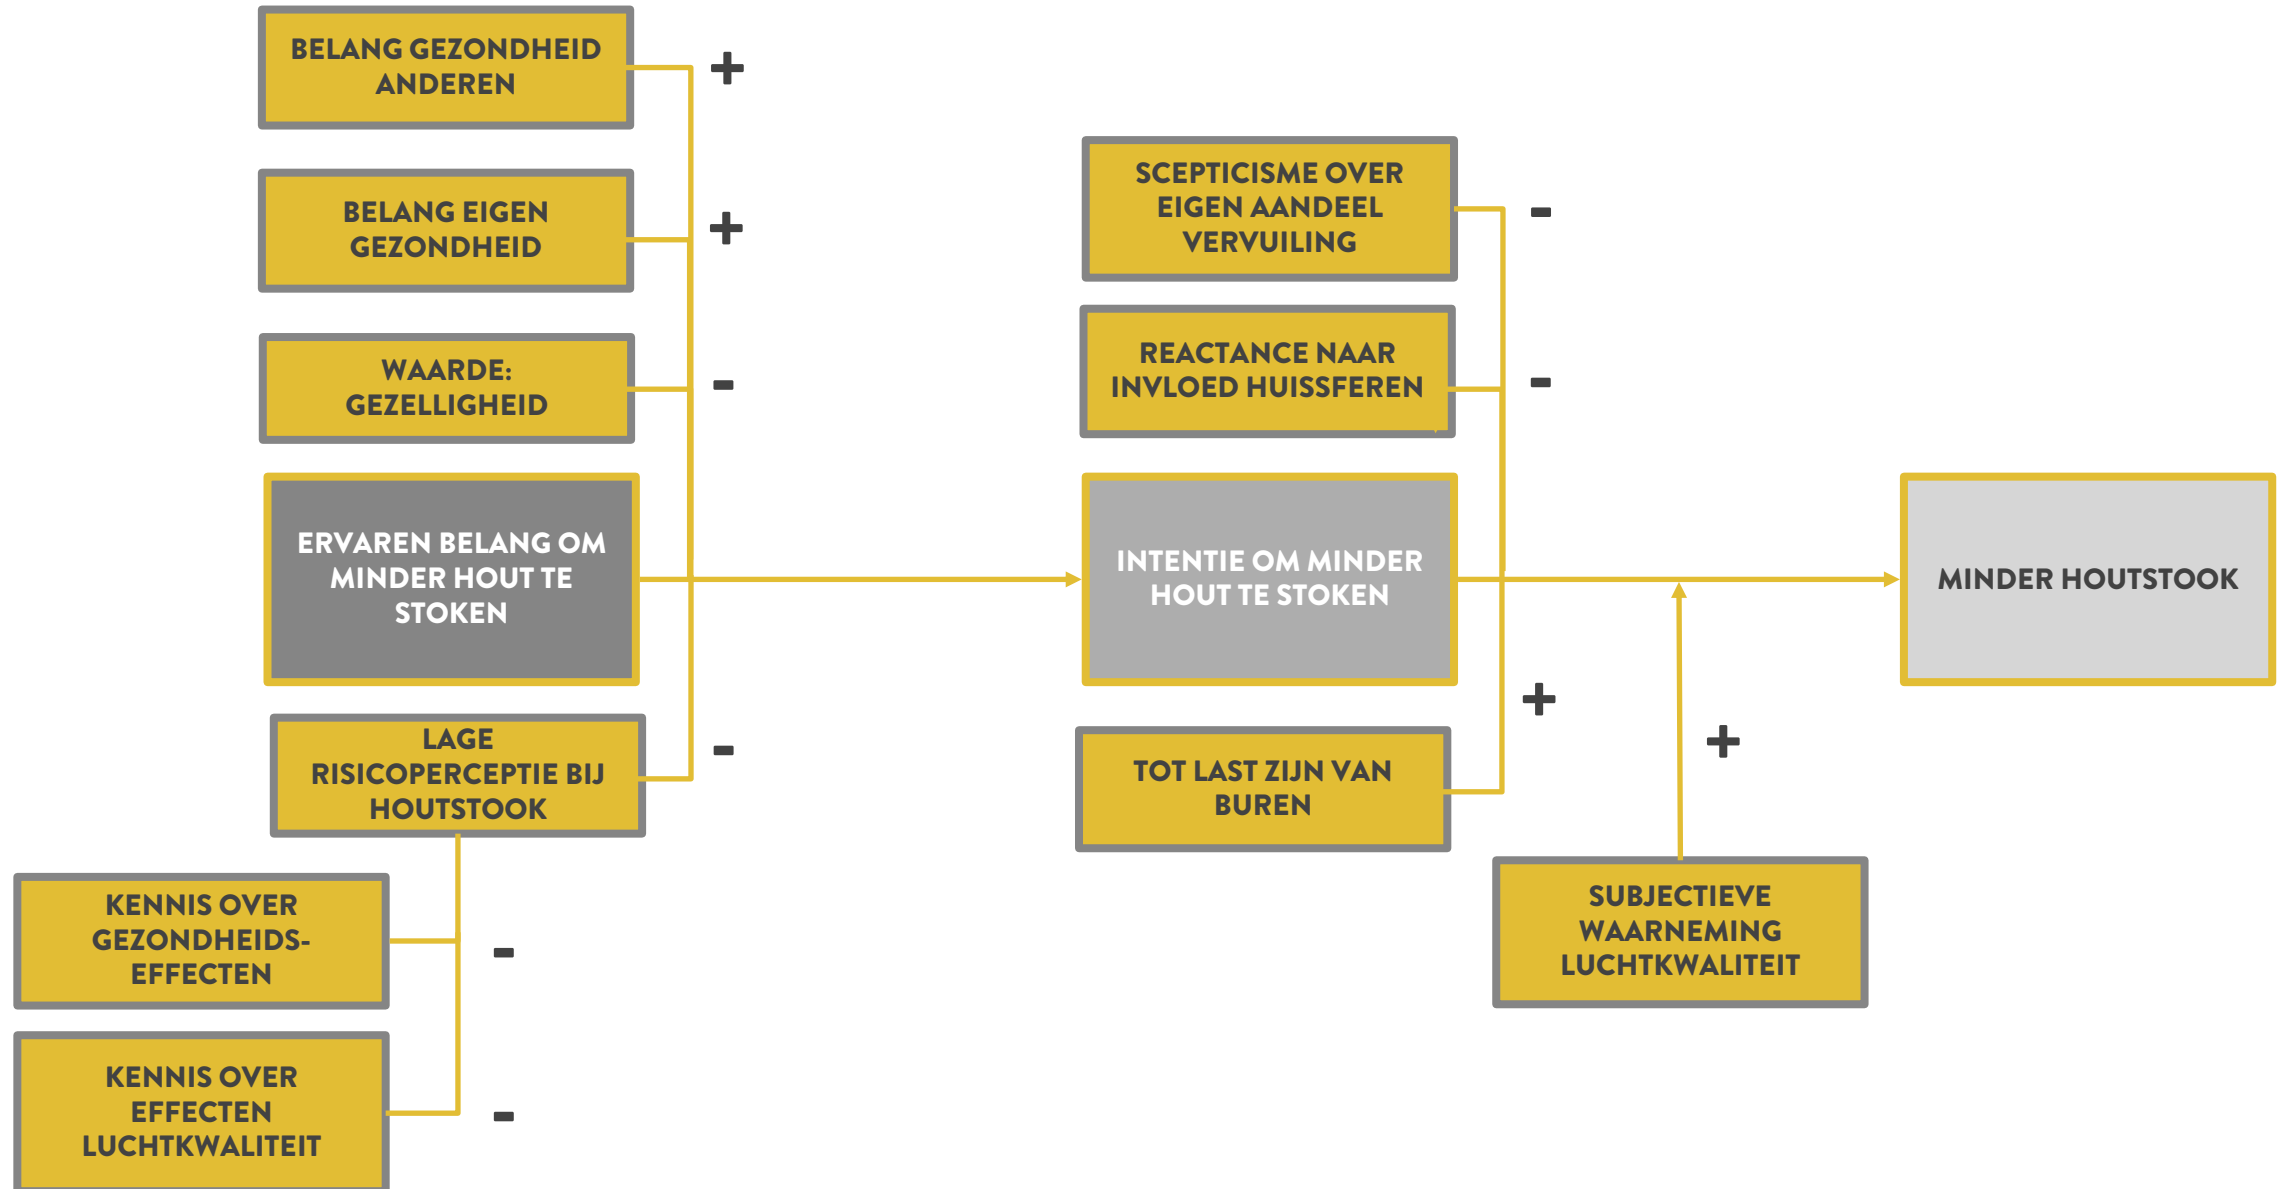 BELANG GEZONDHEID
ANDEREN
+
BELANG EIGEN
GEZONDHEID
+
WAARDE:
GEZELLIGHEID
-
ERVAREN BELANG OM
MINDER HOUT TE
STOKEN
LAGE
RISICOPERCEPTIE BIJ
HOUTSTOOK
-
KENNIS OVER
GEZONDHEIDS-
EFFECTEN
-
KENNIS OVER
EFFECTEN
LUCHTKWALITEIT
-
SCEPTICISME OVER
EIGEN AANDEEL
VERVUILING
-
REACTANCE NAAR
INVLOED HUISSFEREN
-
INTENTIE OM MINDER
HOUT TE STOKEN
+
TOT LAST ZIJN VAN
BUREN
+
SUBJECTIEVE
WAARNEMING
LUCHTKWALITEIT
MINDER HOUTSTOOK